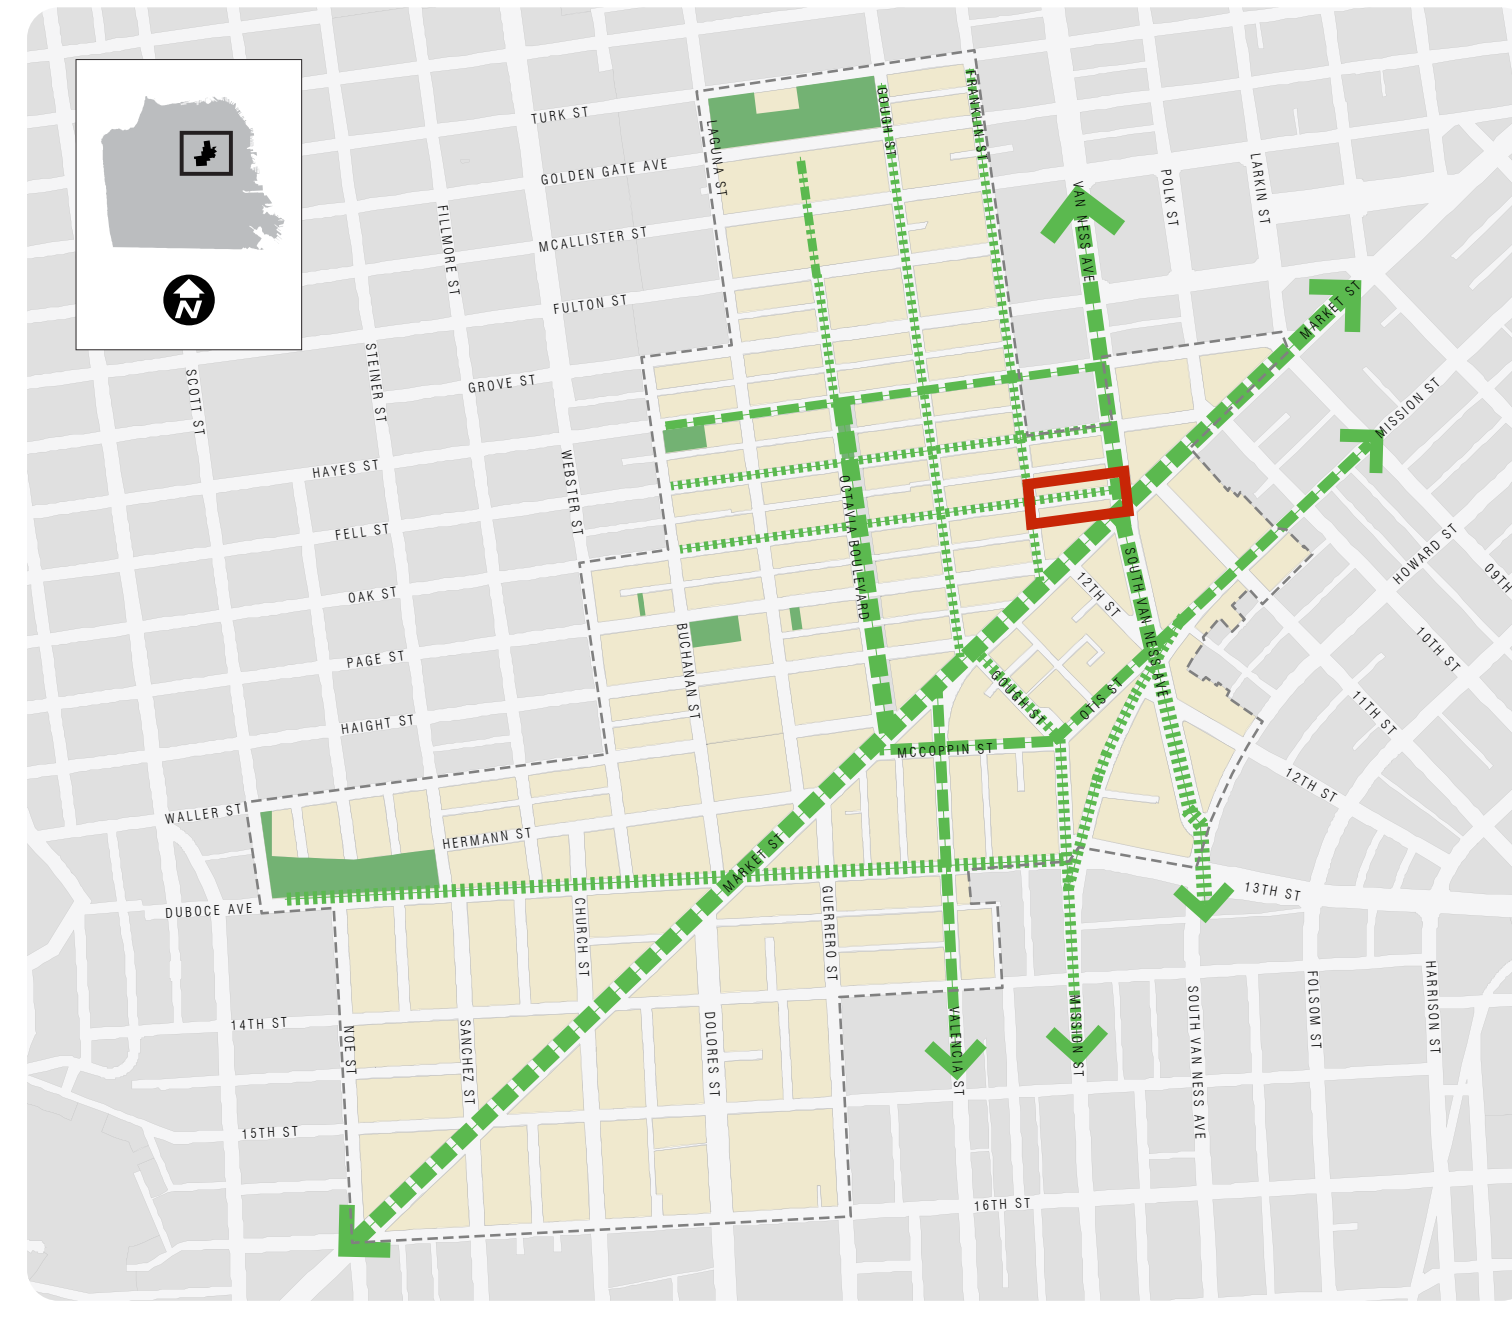 TURK ST
GOLDEN GATE AVE
LAGUNA ST
GOUGH ST
FRANKLIN ST
VAN NESS AVE
POLK ST
LARKIN ST
FILLMORE ST
MCALLISTER ST
FULTON ST
N
MARKET ST
STEINER ST
SCOTT ST
GROVE ST
MISSION ST
HAYES ST
WEBSTER ST
OCTAVIA BOULEVARD
FELL ST
SOUTH VAN NESS AVE
HOWARD ST
09TH
OAK ST
12TH ST
BUCHANAN ST
PAGE ST
10TH ST
GOUGH ST
OTIS ST
11TH ST
HAIGHT ST
MCCOPPIN ST
12TH ST
WALLER ST
HERMANN ST
MARKET ST
13TH ST
DUBOCE AVE
CHURCH ST
GUERRERO ST
14TH ST
NOE ST
SANCHEZ ST
DOLORES ST
VALENCIA ST
MISSION ST
SOUTH VAN NESS AVE
FOLSOM ST
HARRISON ST
15TH ST
16TH ST